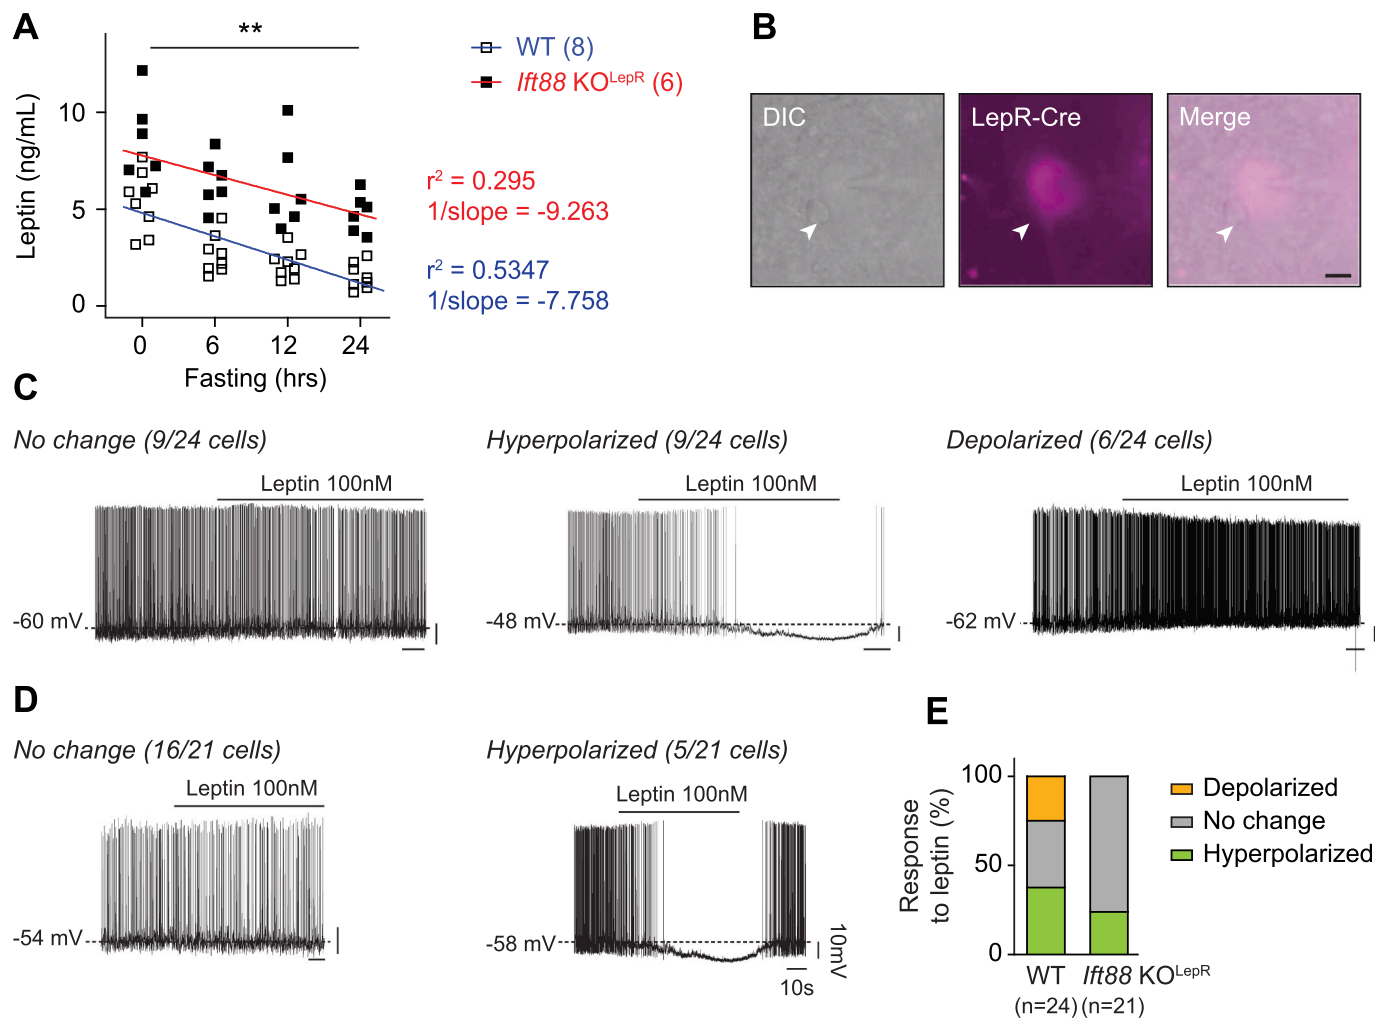 A
**
WT (8)
Ift88 KO^LepR (6)
Leptin (ng/mL)
10
5
0
0 6 12 24
Fasting (hrs)
r² = 0.295
1/slope = -9.263
r² = 0.5347
1/slope = -7.758
B
DIC
LepR-Cre
Merge
C
No change (9/24 cells)
Leptin 100nM
-60 mV
Hyperpolarized (9/24 cells)
Leptin 100nM
-48 mV
Depolarized (6/24 cells)
Leptin 100nM
-62 mV
D
No change (16/21 cells)
Leptin 100nM
-54 mV
Hyperpolarized (5/21 cells)
Leptin 100nM
-58 mV
10mV
10s
E
Response
to leptin (%)
100
50
0
WT Ift88 KO^LepR
(n=24) (n=21)
Depolarized
No change
Hyperpolarized